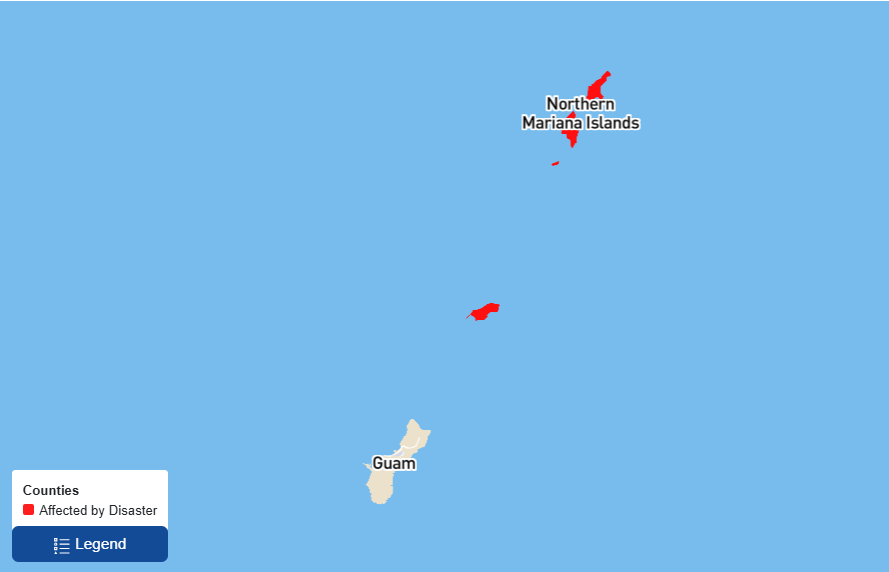 Northern
Mariana Islands
Guam
Counties
Affected by Disaster
Legend